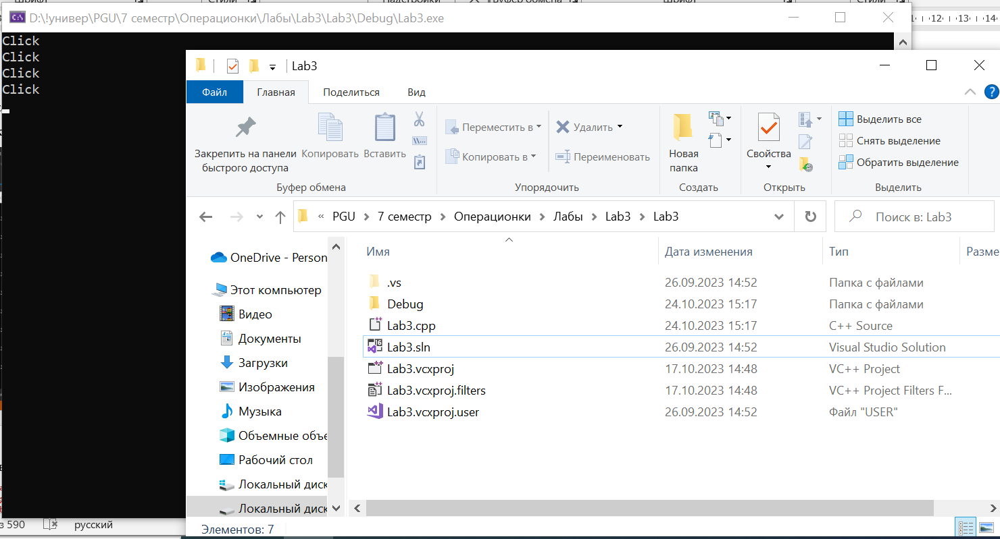 D:\!универ\PGU\7 семестр\Операционки\Лабы\Lab3\Lab3\Debug\Lab3.exe
Click
Click
Click
Click
Lab3
Файл Главная Поделиться Вид
Закрепить на панели быстрого доступа
Копировать
Вставить
Буфер обмена
Переместить в
Копировать в
Удалить
Переименовать
Упорядочить
Новая папка
Создать
Свойства
Открыть
Выделить все
Снять выделение
Обратить выделение
Выделить
« PGU > 7 семестр > Операционки > Лабы > Lab3 > Lab3
Поиск в: Lab3
OneDrive - Person
Этот компьютер
Видео
Документы
Загрузки
Изображения
Музыка
Объемные объе
Рабочий стол
Локальный диск
Локальный диск
Имя Дата изменения Тип Разме
.vs 26.09.2023 14:52 Папка с файлами
Debug 24.10.2023 15:17 Папка с файлами
Lab3.cpp 24.10.2023 15:17 C++ Source
Lab3.sln 26.09.2023 14:52 Visual Studio Solution
Lab3.vcxproj 17.10.2023 14:48 VC++ Project
Lab3.vcxproj.filters 17.10.2023 14:48 VC++ Project Filters F...
Lab3.vcxproj.user 26.09.2023 14:52 Файл "USER"
Элементов: 7
з 590 русский
12 13 14